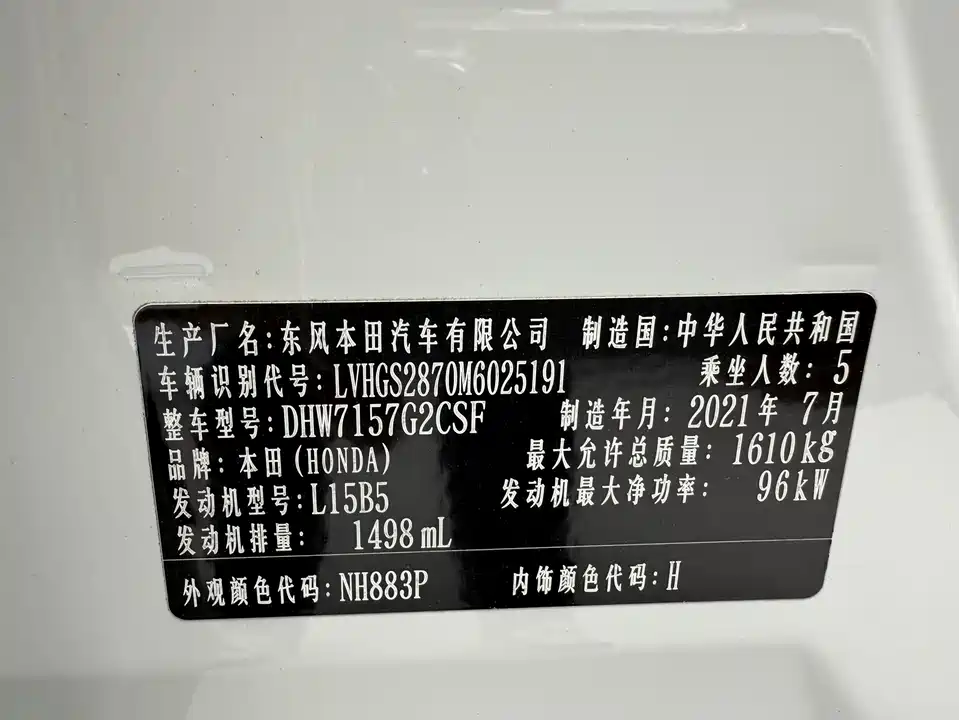 生产厂名:东风本田汽车有限公司 制造国:中华人民共和国
车辆识别代号:LVHGS2870M6025191 乘坐人数:5
整车型号:DHW7157G2CSF 制造年月:2021年 7月
品牌:本田(HONDA) 最大允许总质量:1610kg
发动机型号:L15B5 发动机最大净功率: 96kW
发动机排量: 1498mL
外观颜色代码:NH883P 内饰颜色代码:H